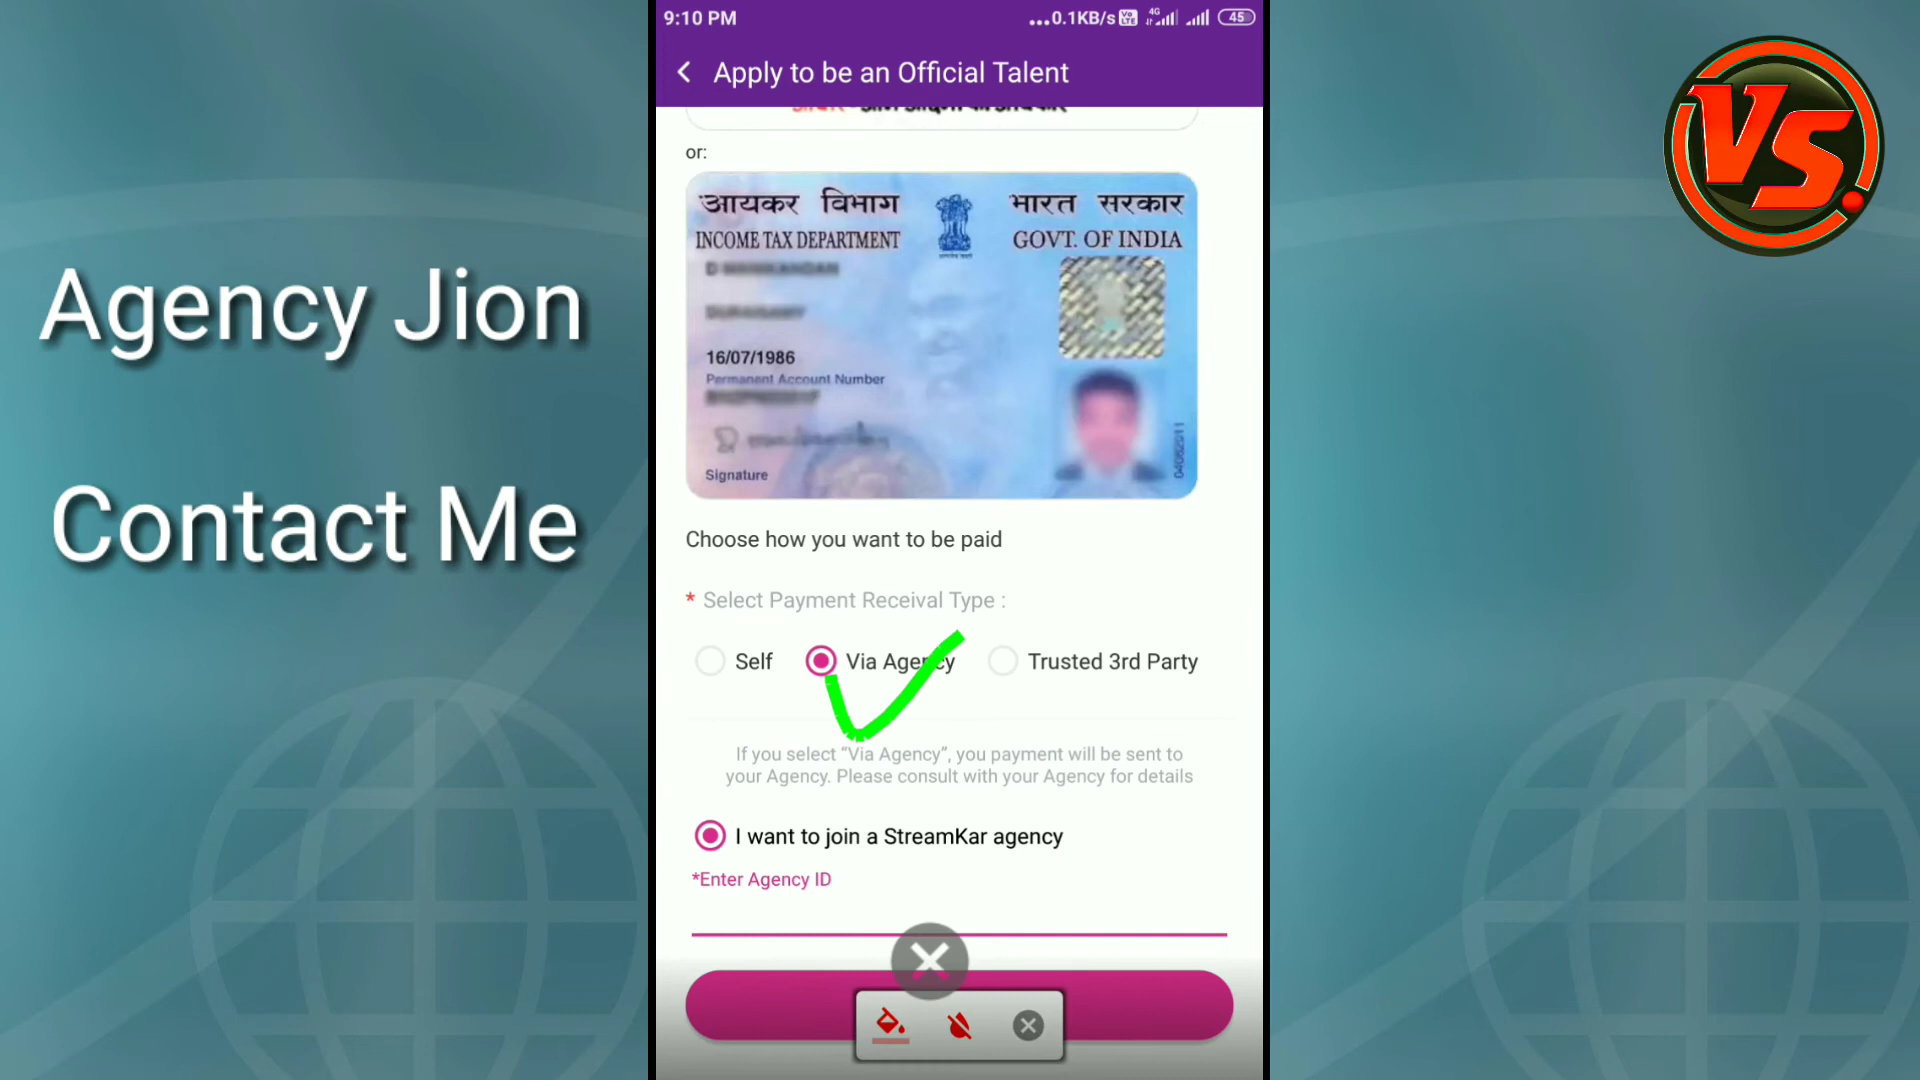 Agency Jion
Contact Me
VS.
9:10 PM
...0.1KB/s Vo LTE 4G 45
Apply to be an Official Talent
or:
आयकर विभाग
भारत सरकार
INCOME TAX DEPARTMENT
GOVT. OF INDIA
16/07/1986
Permanent Account Number
Signature
Choose how you want to be paid
* Select Payment Receival Type :
Self Via Agency Trusted 3rd Party
If you select “Via Agency”, you payment will be sent to
your Agency. Please consult with your Agency for details
I want to join a StreamKar agency
*Enter Agency ID